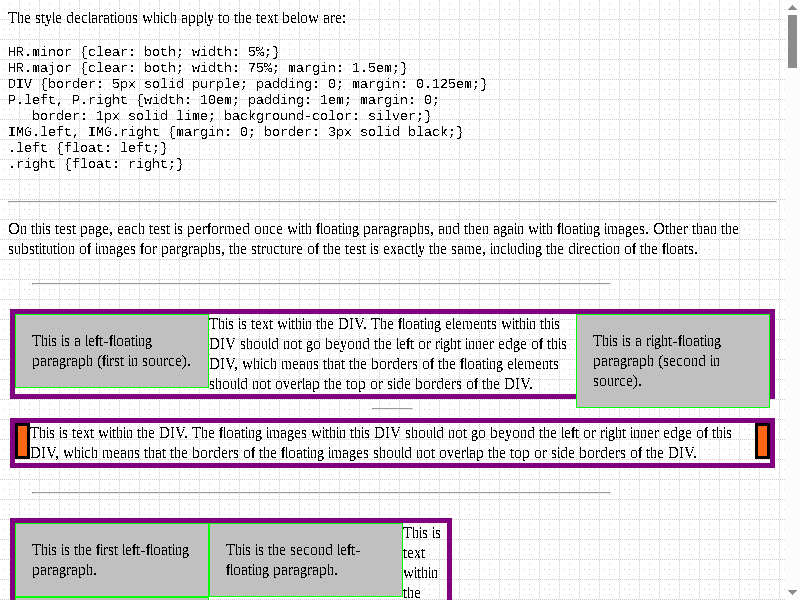 The style declarations which apply to the text below are:
HR.minor {clear: both; width: 5%;}
HR.major {clear: both; width: 75%; margin: 1.5em;}
DIV {border: 5px solid purple; padding: 0; margin: 0.125em;}
P.left, P.right {width: 10em; padding: 1em; margin: 0;
border: 1px solid lime; background-color: silver;}
IMG.left, IMG.right {margin: 0; border: 3px solid black;}
.left {float: left;}
.right {float: right;}
On this test page, each test is performed once with floating paragraphs, and then again with floating images. Other than the
substitution of images for pargraphs, the structure of the test is exactly the same, including the direction of the floats.
This is a left-floating
paragraph (first in source).
This is text within the DIV. The floating elements within this
DIV should not go beyond the left or right inner edge of this
DIV, which means that the borders of the floating elements
should not overlap the top or side borders of the DIV.
This is a right-floating
paragraph (second in
source).
This is text within the DIV. The floating images within this DIV should not go beyond the left or right inner edge of this
DIV, which means that the borders of the floating images should not overlap the top or side borders of the DIV.
This is the first left-floating
paragraph.
This is the second left-
floating paragraph.
This is
text
within
the